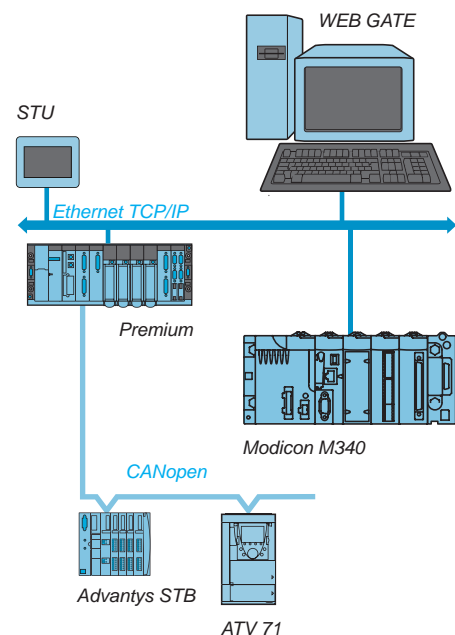 WEB GATE
STU
Ethernet TCP/IP
Premium
Modicon M340
CANopen
Advantys STB
ATV 71